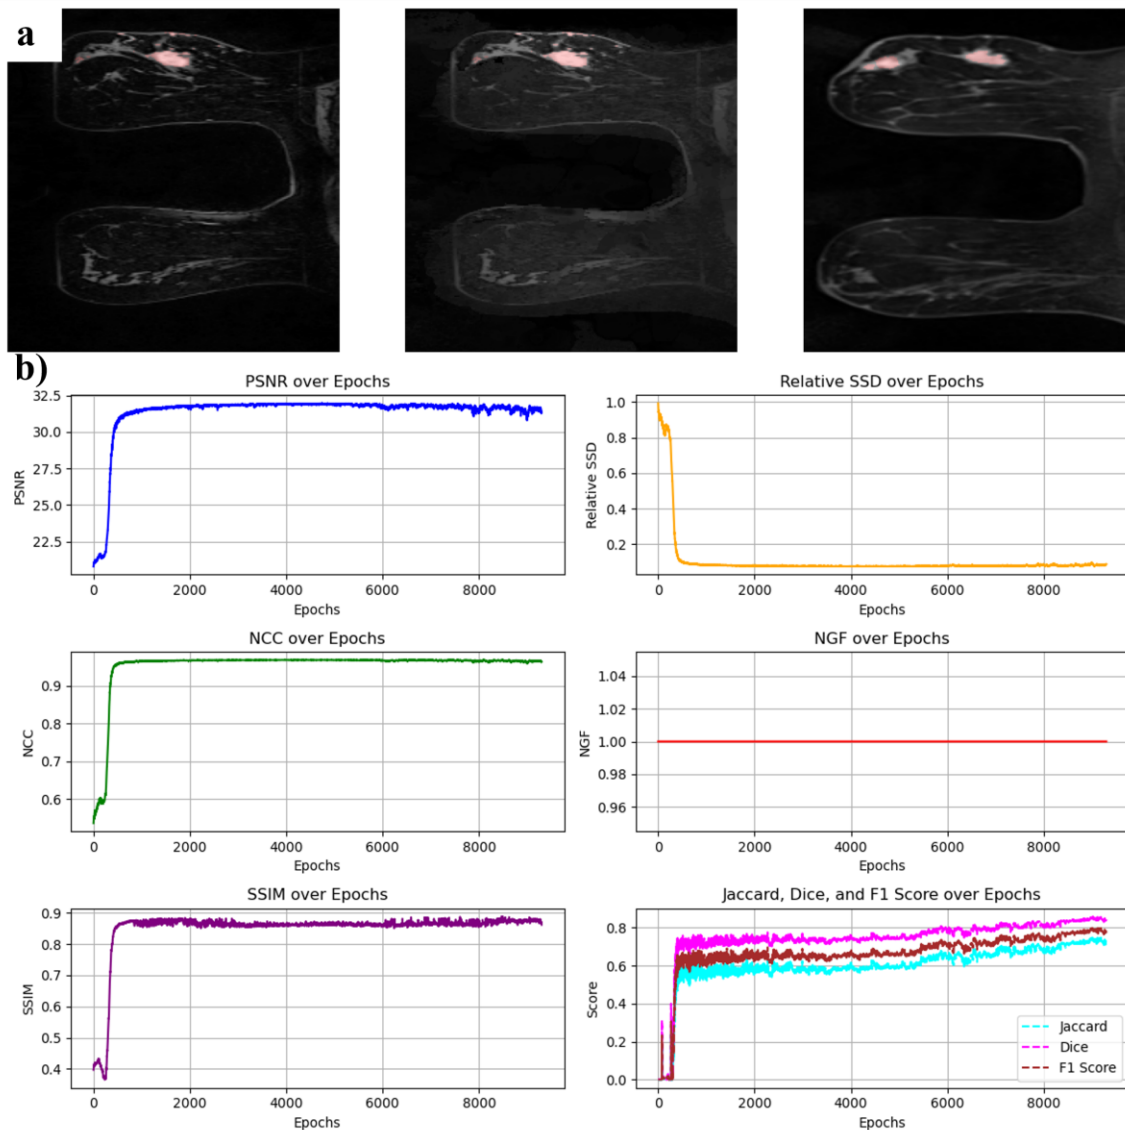 a
b)
PSNR over Epochs
32.5
30.0
27.5
25.0
22.5
PSNR
0 2000 4000 6000 8000
Epochs
Relative SSD over Epochs
1.0
0.8
0.6
0.4
0.2
Relative SSD
0 2000 4000 6000 8000
Epochs
NCC over Epochs
0.9
0.8
0.7
0.6
NCC
0 2000 4000 6000 8000
Epochs
NGF over Epochs
1.04
1.02
1.00
0.98
0.96
NGF
0 2000 4000 6000 8000
Epochs
SSIM over Epochs
0.9
0.8
0.7
0.6
0.5
0.4
SSIM
0 2000 4000 6000 8000
Epochs
Jaccard, Dice, and F1 Score over Epochs
0.8
0.6
0.4
0.2
0.0
Score
Jaccard
Dice
F1 Score
0 2000 4000 6000 8000
Epochs